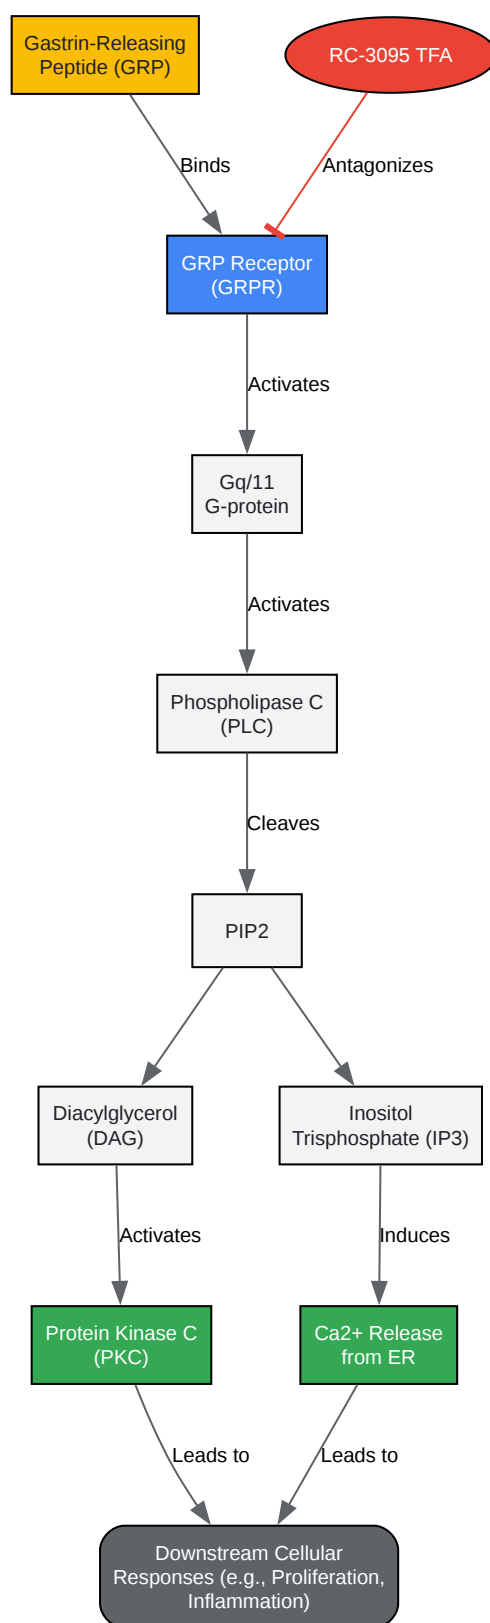 Gastrin-Releasing
Peptide (GRP)
RC-3095 TFA
Binds
Antagonizes
GRP Receptor
(GRPR)
Activates
Gq/11
G-protein
Activates
Phospholipase C
(PLC)
Cleaves
PIP2
Diacylglycerol
(DAG)
Inositol
Trisphosphate (IP3)
Activates
Induces
Protein Kinase C
(PKC)
Ca2+ Release
from ER
Leads to
Leads to
Downstream Cellular
Responses (e.g., Proliferation,
Inflammation)